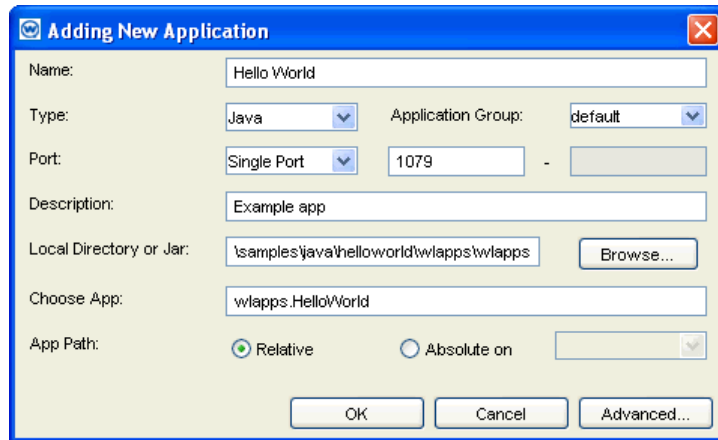 Adding New Application
Name: Hello World
Type: Java Application Group: default
Port: Single Port 1079 -
Description: Example app
Local Directory or Jar: \samples\java\helloworld\wlapps\wlapps Browse...
Choose App: wlapps.HelloWorld
App Path: Relative Absolute on
OK Cancel Advanced...